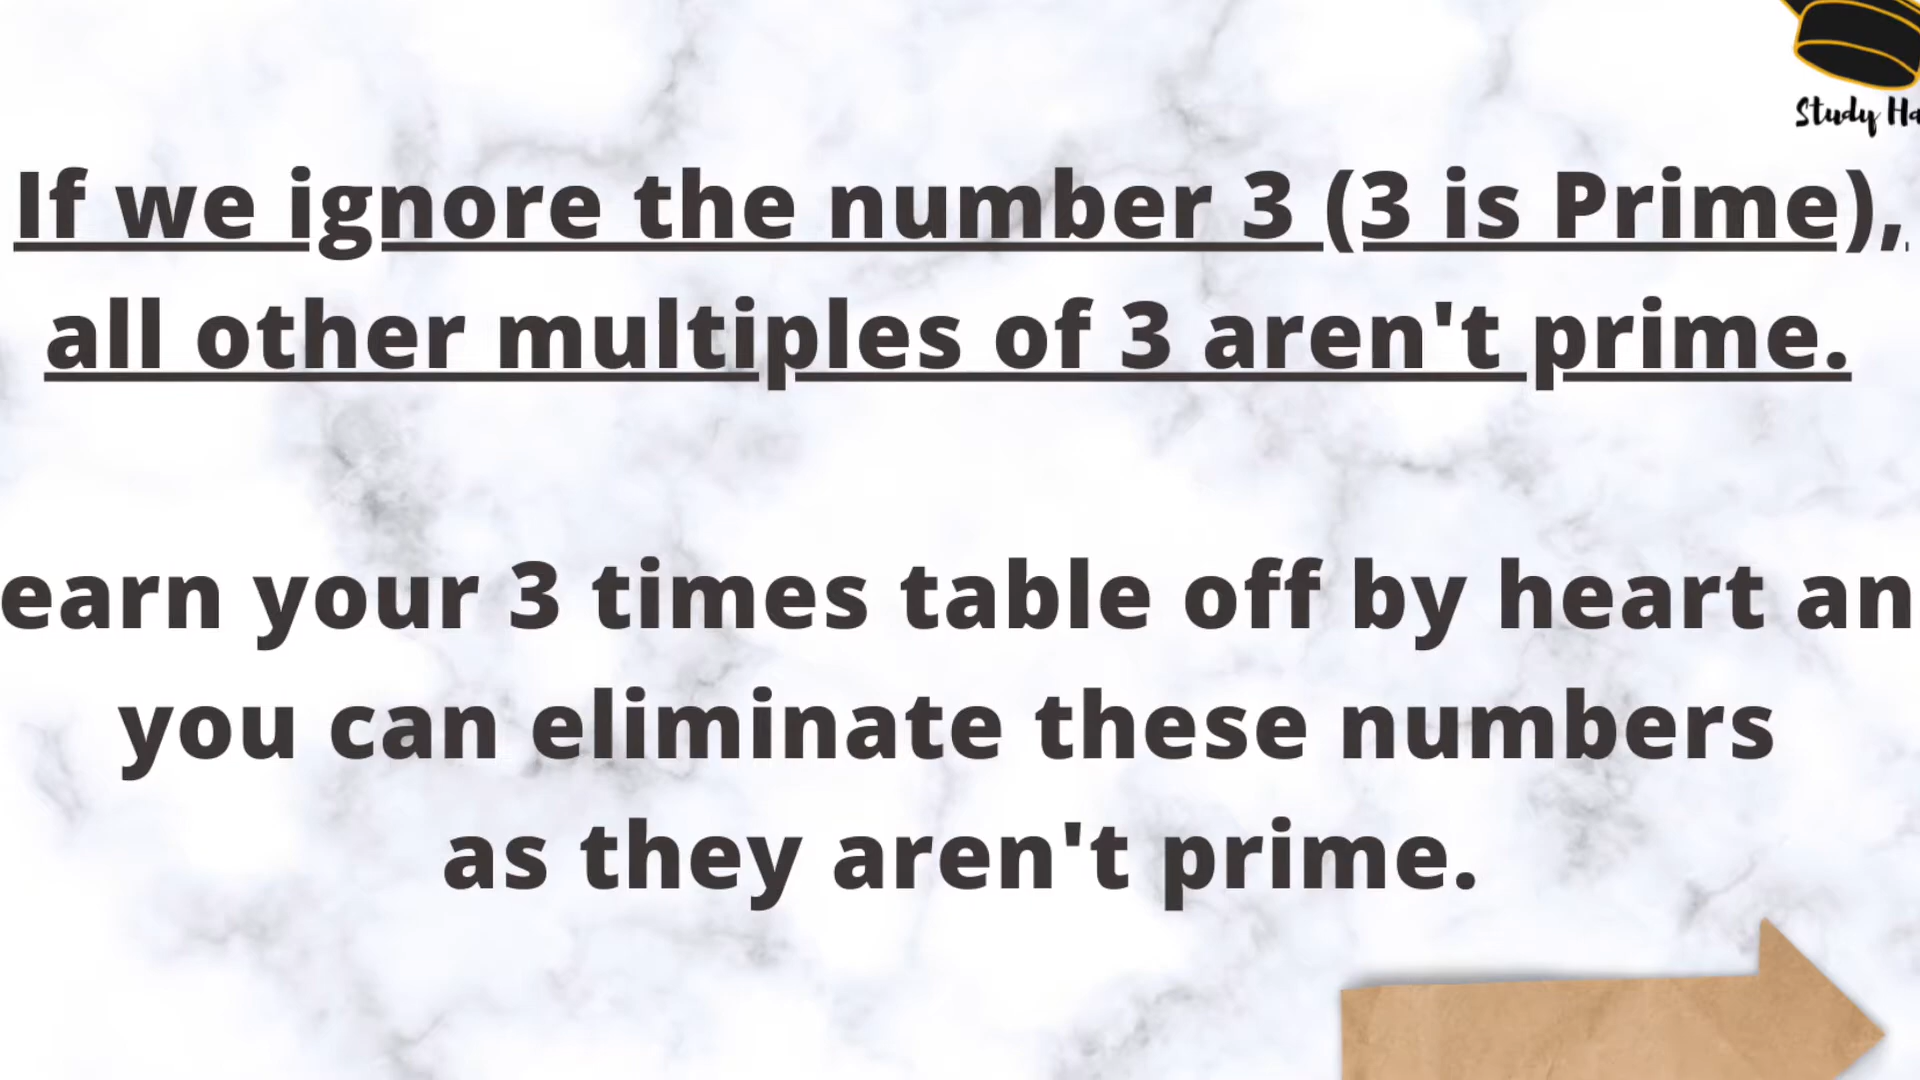 Study Ha
If we ignore the number 3 (3 is Prime),
all other multiples of 3 aren't prime.
earn your 3 times table off by heart an
you can eliminate these numbers
as they aren't prime.